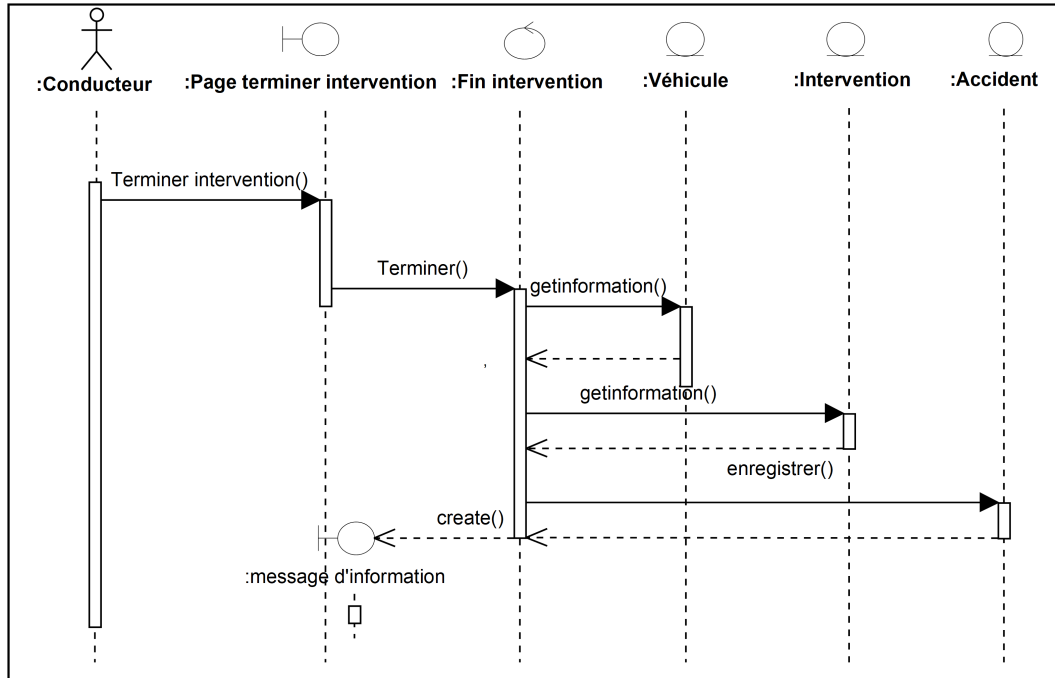 :Conducteur
:Page terminer intervention
:Fin intervention
:Véhicule
:Intervention
:Accident
Terminer intervention()
Terminer()
getinformation()
,
getinformation()
enregistrer()
create()
:message d'information